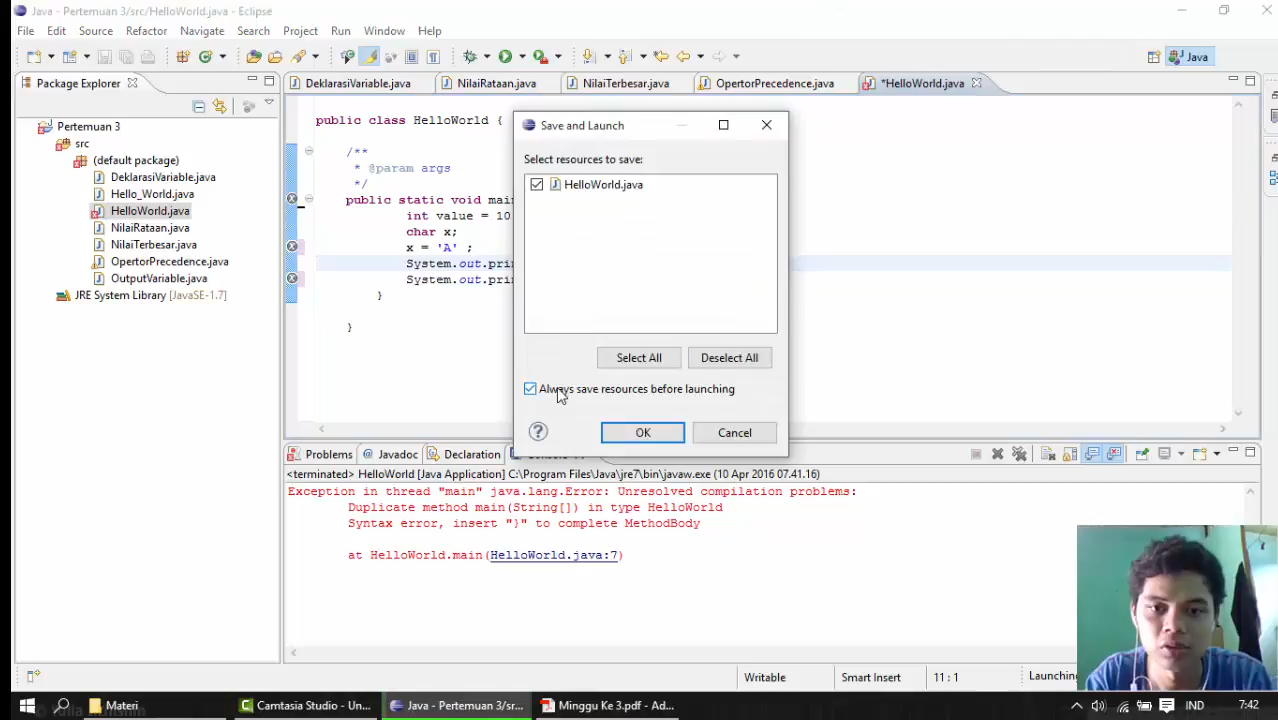 Java - Pertemuan 3/src/HelloWorld.java - Eclipse
File Edit Source Refactor Navigate Search Project Run Window Help
Java
Package Explorer
DeklarasiVariable.java NilaiRataan.java NilaiTerbesar.java OpertorPrecedence.java *HelloWorld.java
Pertemuan 3
src
(default package)
DeklarasiVariable.java
Hello_World.java
HelloWorld.java
NilaiRataan.java
NilaiTerbesar.java
OpertorPrecedence.java
OutputVariable.java
JRE System Library [JavaSE-1.7]
public class HelloWorld {
/**
* @param args
*/
public static void main
int value = 10
char x;
x = 'A' ;
System.out.pri
System.out.pri
}
}
Save and Launch
Select resources to save:
HelloWorld.java
Select All Deselect All
Always save resources before launching
OK Cancel
Problems Javadoc Declaration
<terminated> HelloWorld [Java Application] C:\Program Files\Java\jre7\bin\javaw.exe (10 Apr 2016 07.41.16)
Exception in thread "main" java.lang.Error: Unresolved compilation problems:
Duplicate method main(String[]) in type HelloWorld
Syntax error, insert "}" to complete MethodBody
at HelloWorld.main(HelloWorld.java:7)
Writable Smart Insert 11 : 1 Launching
Materi Camtasia Studio - Un... Java - Pertemuan 3/sr... Minggu Ke 3.pdf - Ad... IND 7:42